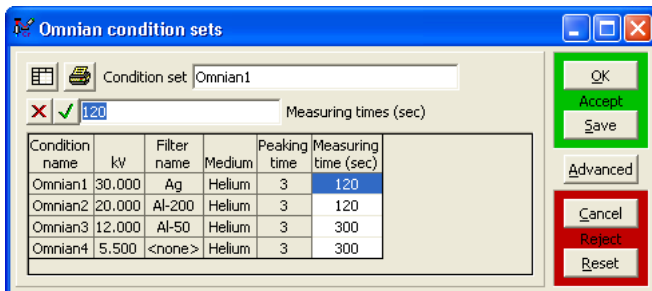 Omnian condition sets
Condition set Omnian1
120 Measuring times (sec)
Condition name kV Filter name Medium Peaking time Measuring time (sec)
Omnian1 30.000 Ag Helium 3 120
Omnian2 20.000 Al-200 Helium 3 120
Omnian3 12.000 Al-50 Helium 3 300
Omnian4 5.500 <none> Helium 3 300
OK
Accept
Save
Advanced
Cancel
Reject
Reset